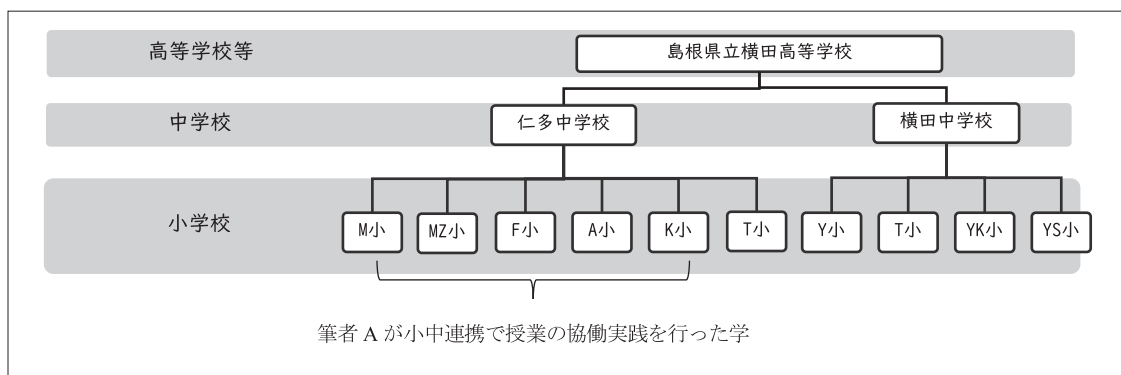 高等学校等
島根県立横田高等学校
中学校
仁多中学校
横田中学校
小学校
M小
MZ小
F小
A小
K小
T小
Y小
T小
YK小
YS小
筆者 A が小中連携で授業の協働実践を行った学